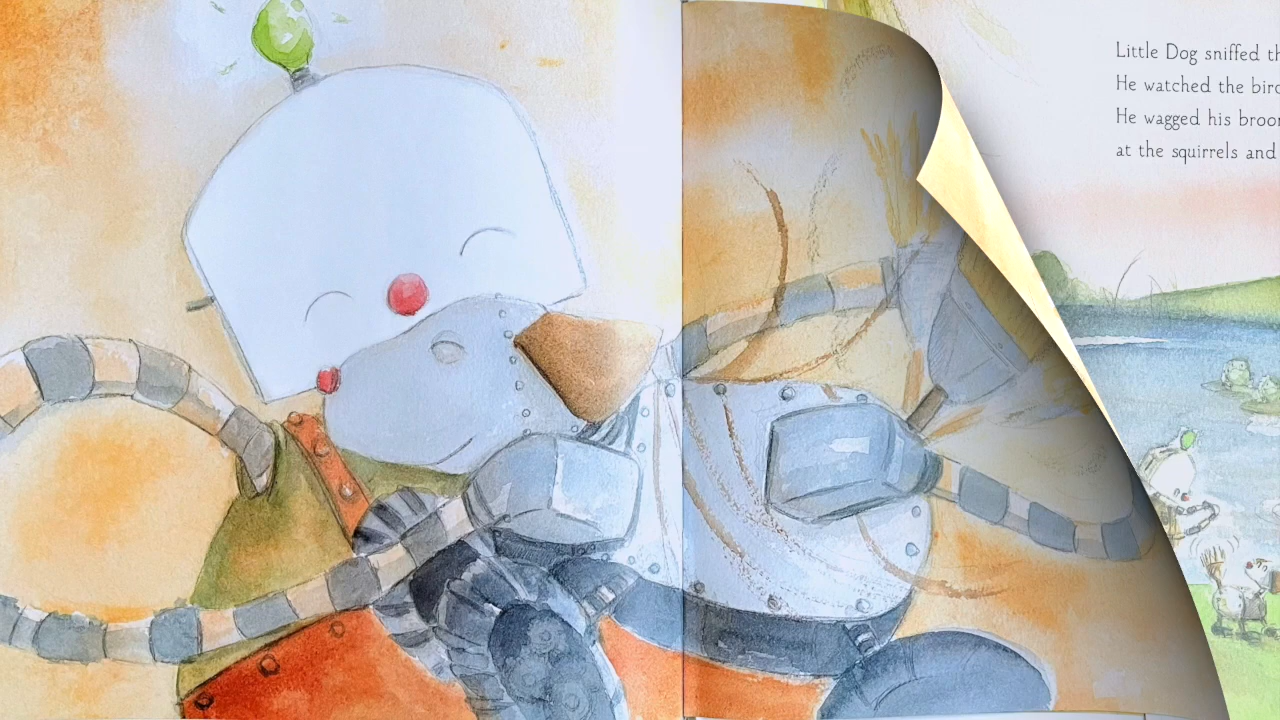 Little Dog sniffed
He watched the
He wagged his
at the squirrels and